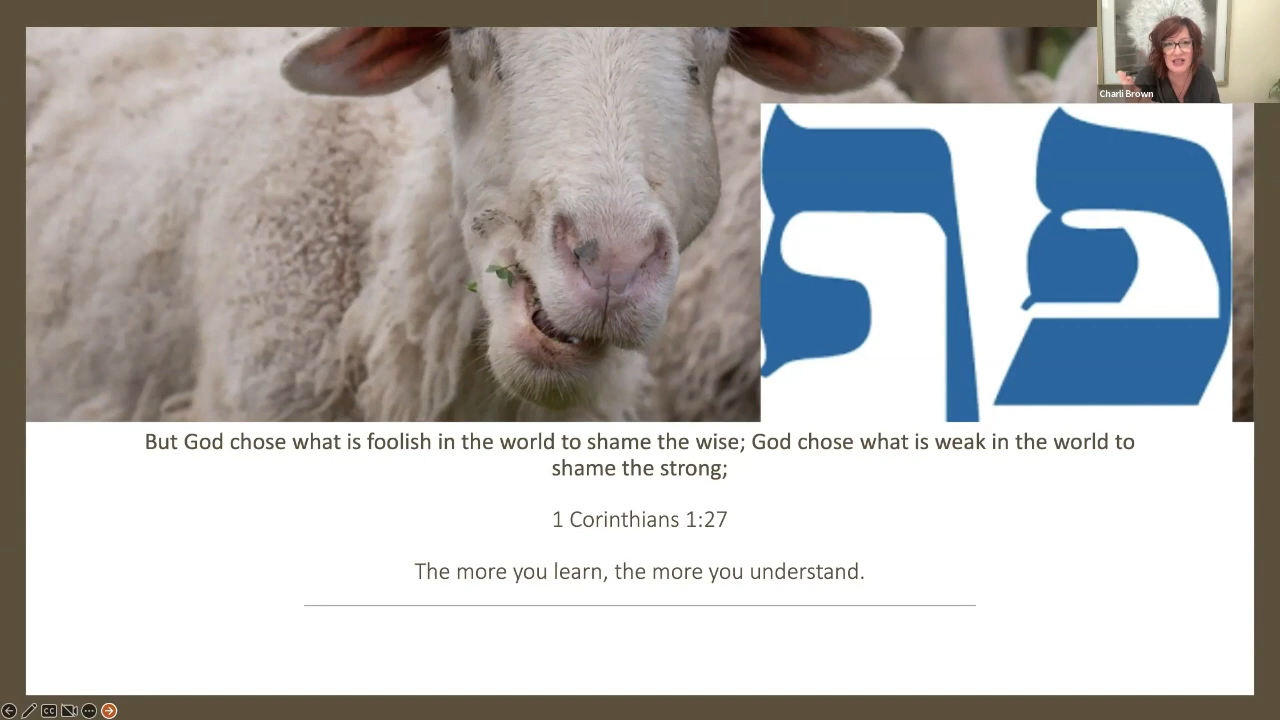 Charli Brown
ףפ
But God chose what is foolish in the world to shame the wise; God chose what is weak in the world to
shame the strong;
1 Corinthians 1:27
The more you learn, the more you understand.
CC